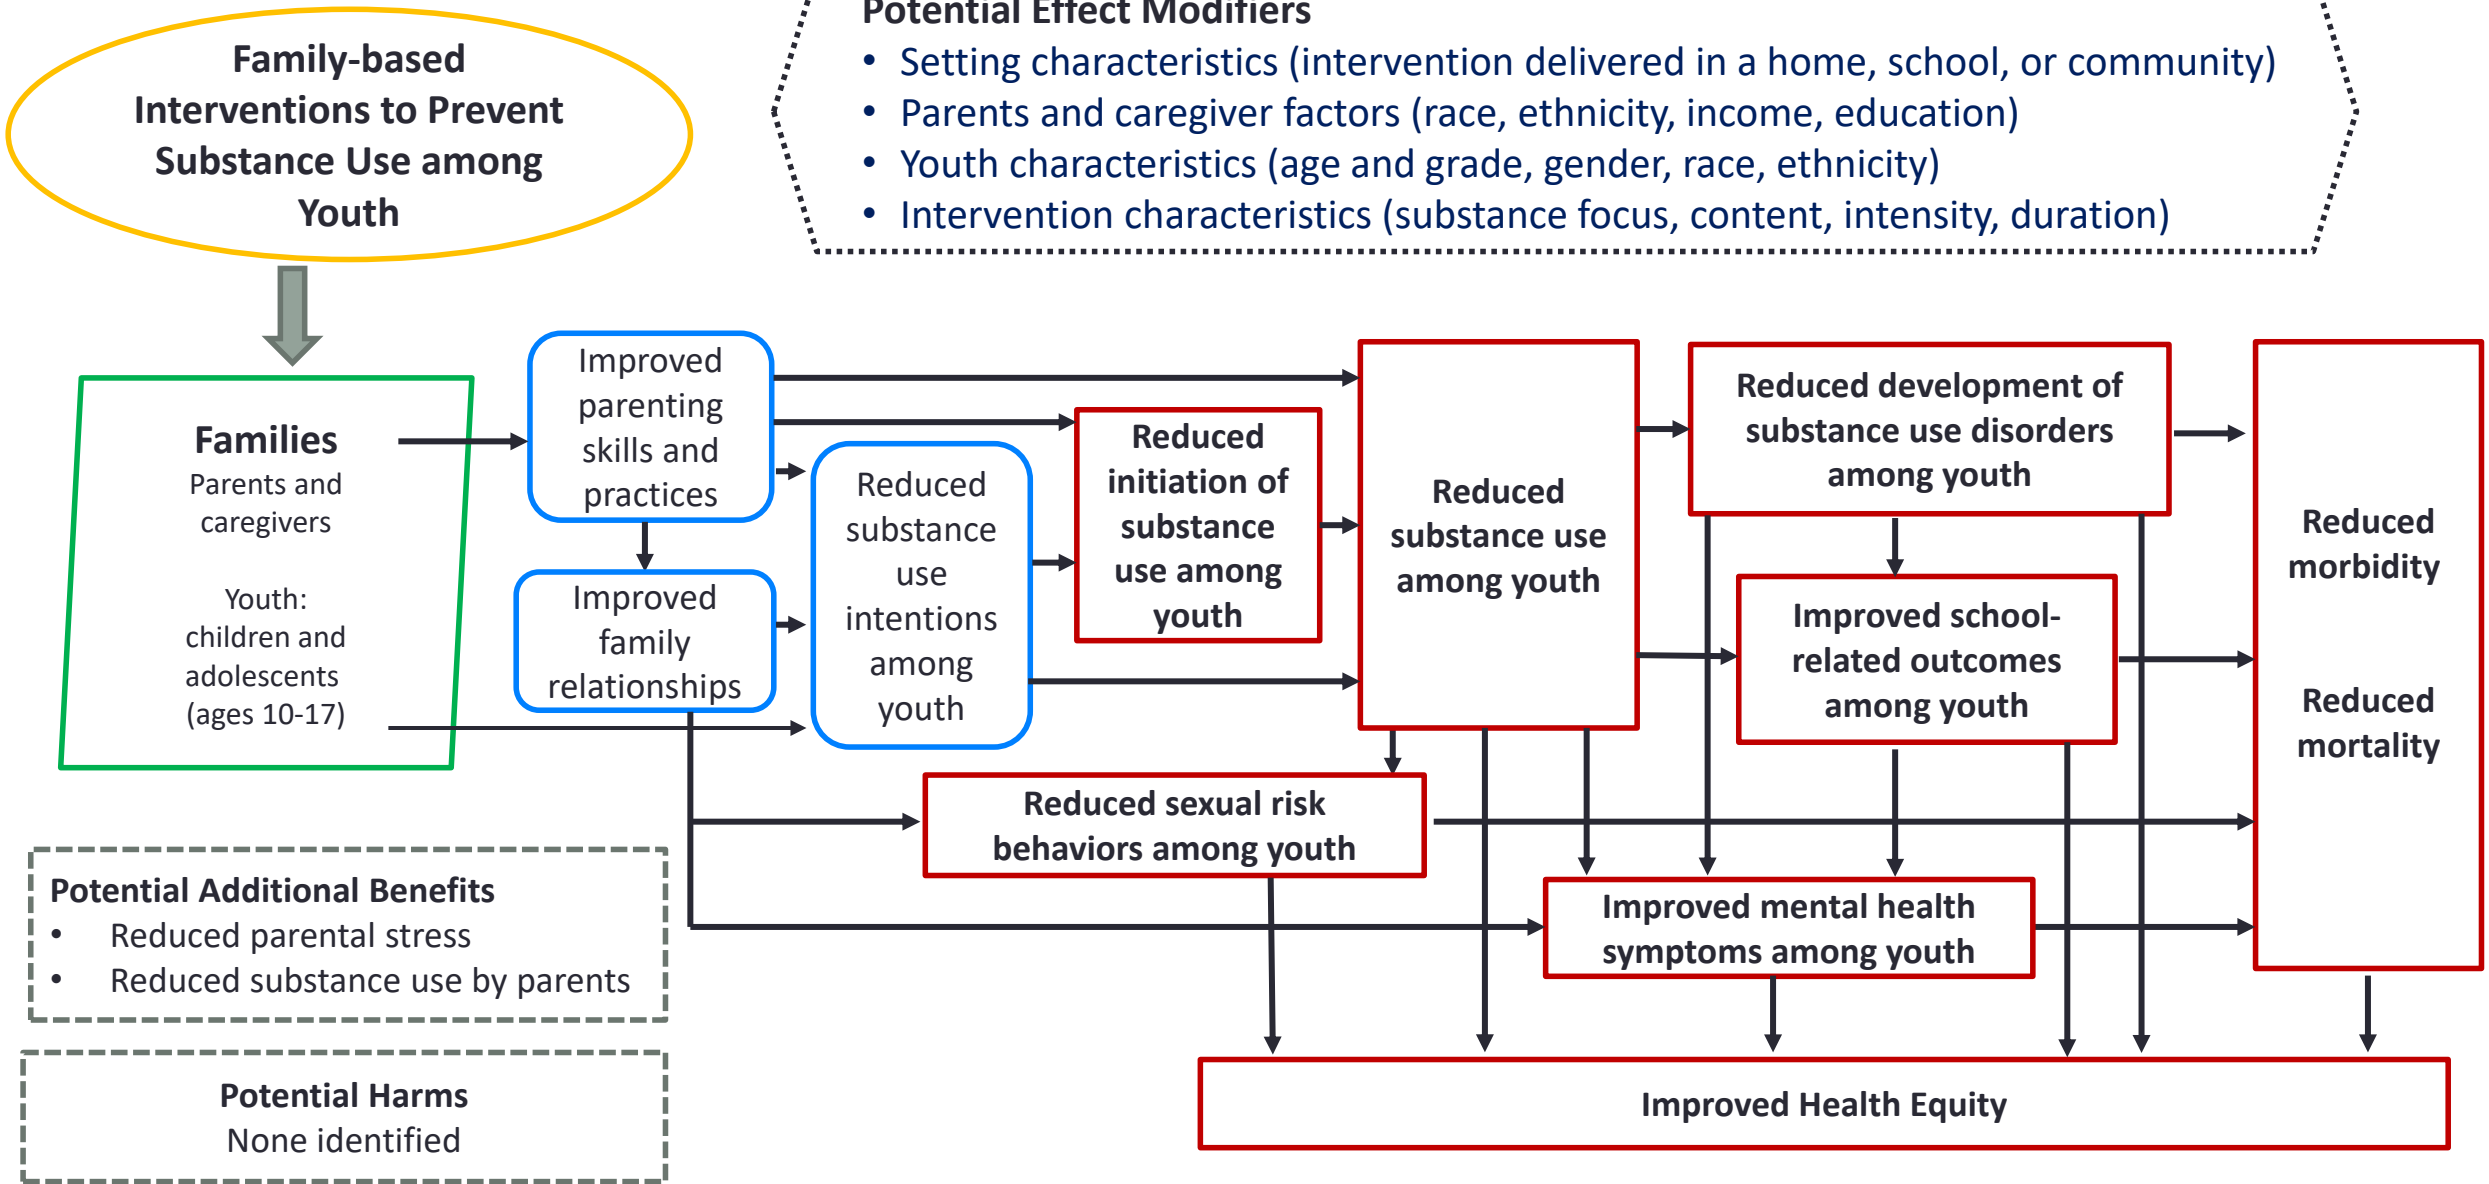 Family-based
Interventions to Prevent
Substance Use among
Youth
Potential Effect Modifiers
• Setting characteristics (intervention delivered in a home, school, or community)
• Parents and caregiver factors (race, ethnicity, income, education)
• Youth characteristics (age and grade, gender, race, ethnicity)
• Intervention characteristics (substance focus, content, intensity, duration)
Families
Parents and
caregivers
Youth:
children and
adolescents
(ages 10-17)
Improved
parenting
skills and
practices
Improved
family
relationships
Reduced
substance
use
intentions
among
youth
Reduced
initiation of
substance
use among
youth
Reduced
substance use
among youth
Reduced development of
substance use disorders
among youth
Improved school-
related outcomes
among youth
Reduced
morbidity
Reduced
mortality
Reduced sexual risk
behaviors among youth
Improved mental health
symptoms among youth
Potential Additional Benefits
• Reduced parental stress
• Reduced substance use by parents
Potential Harms
None identified
Improved Health Equity